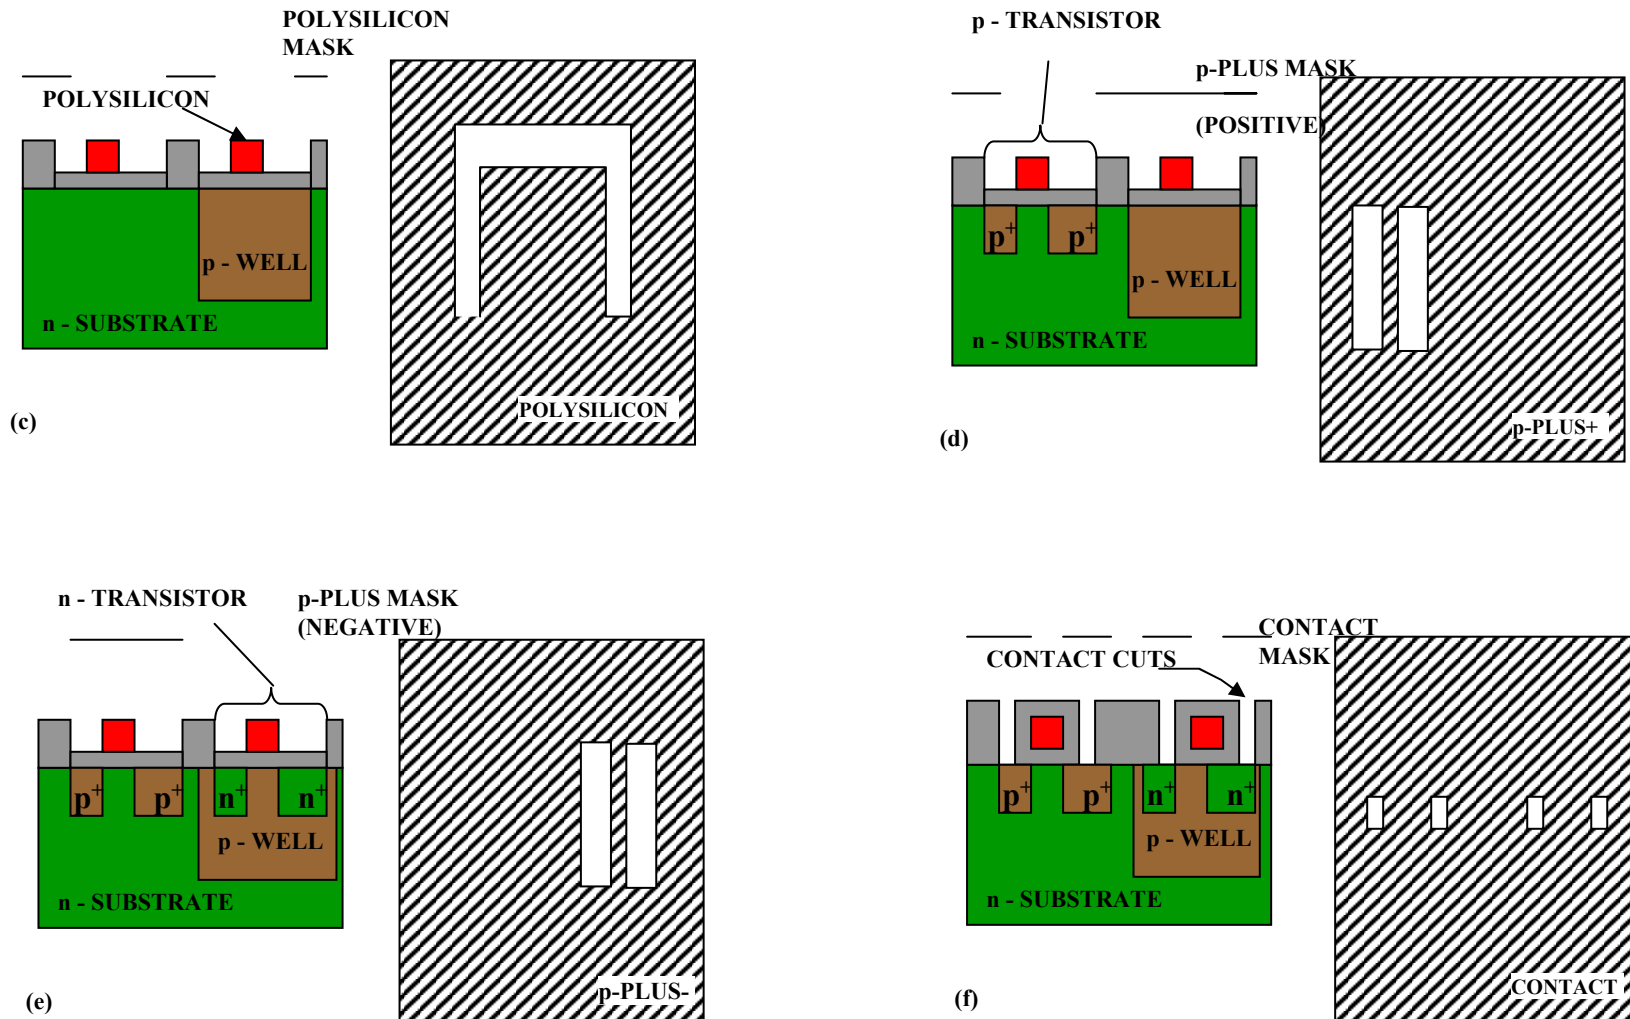 POLYSILICON
MASK
POLYSILICON
p - WELL
n - SUBSTRATE
POLYSILICON
(c)
p - TRANSISTOR
p-PLUS MASK
(POSITIVE)
p+ p+
p - WELL
n - SUBSTRATE
p-PLUS+
(d)
n - TRANSISTOR
p-PLUS MASK
(NEGATIVE)
p+ p+ n+ n+
p - WELL
n - SUBSTRATE
p-PLUS-
(e)
CONTACT
MASK
CONTACT CUTS
p+ p+ n+ n+
p - WELL
n - SUBSTRATE
CONTACT
(f)